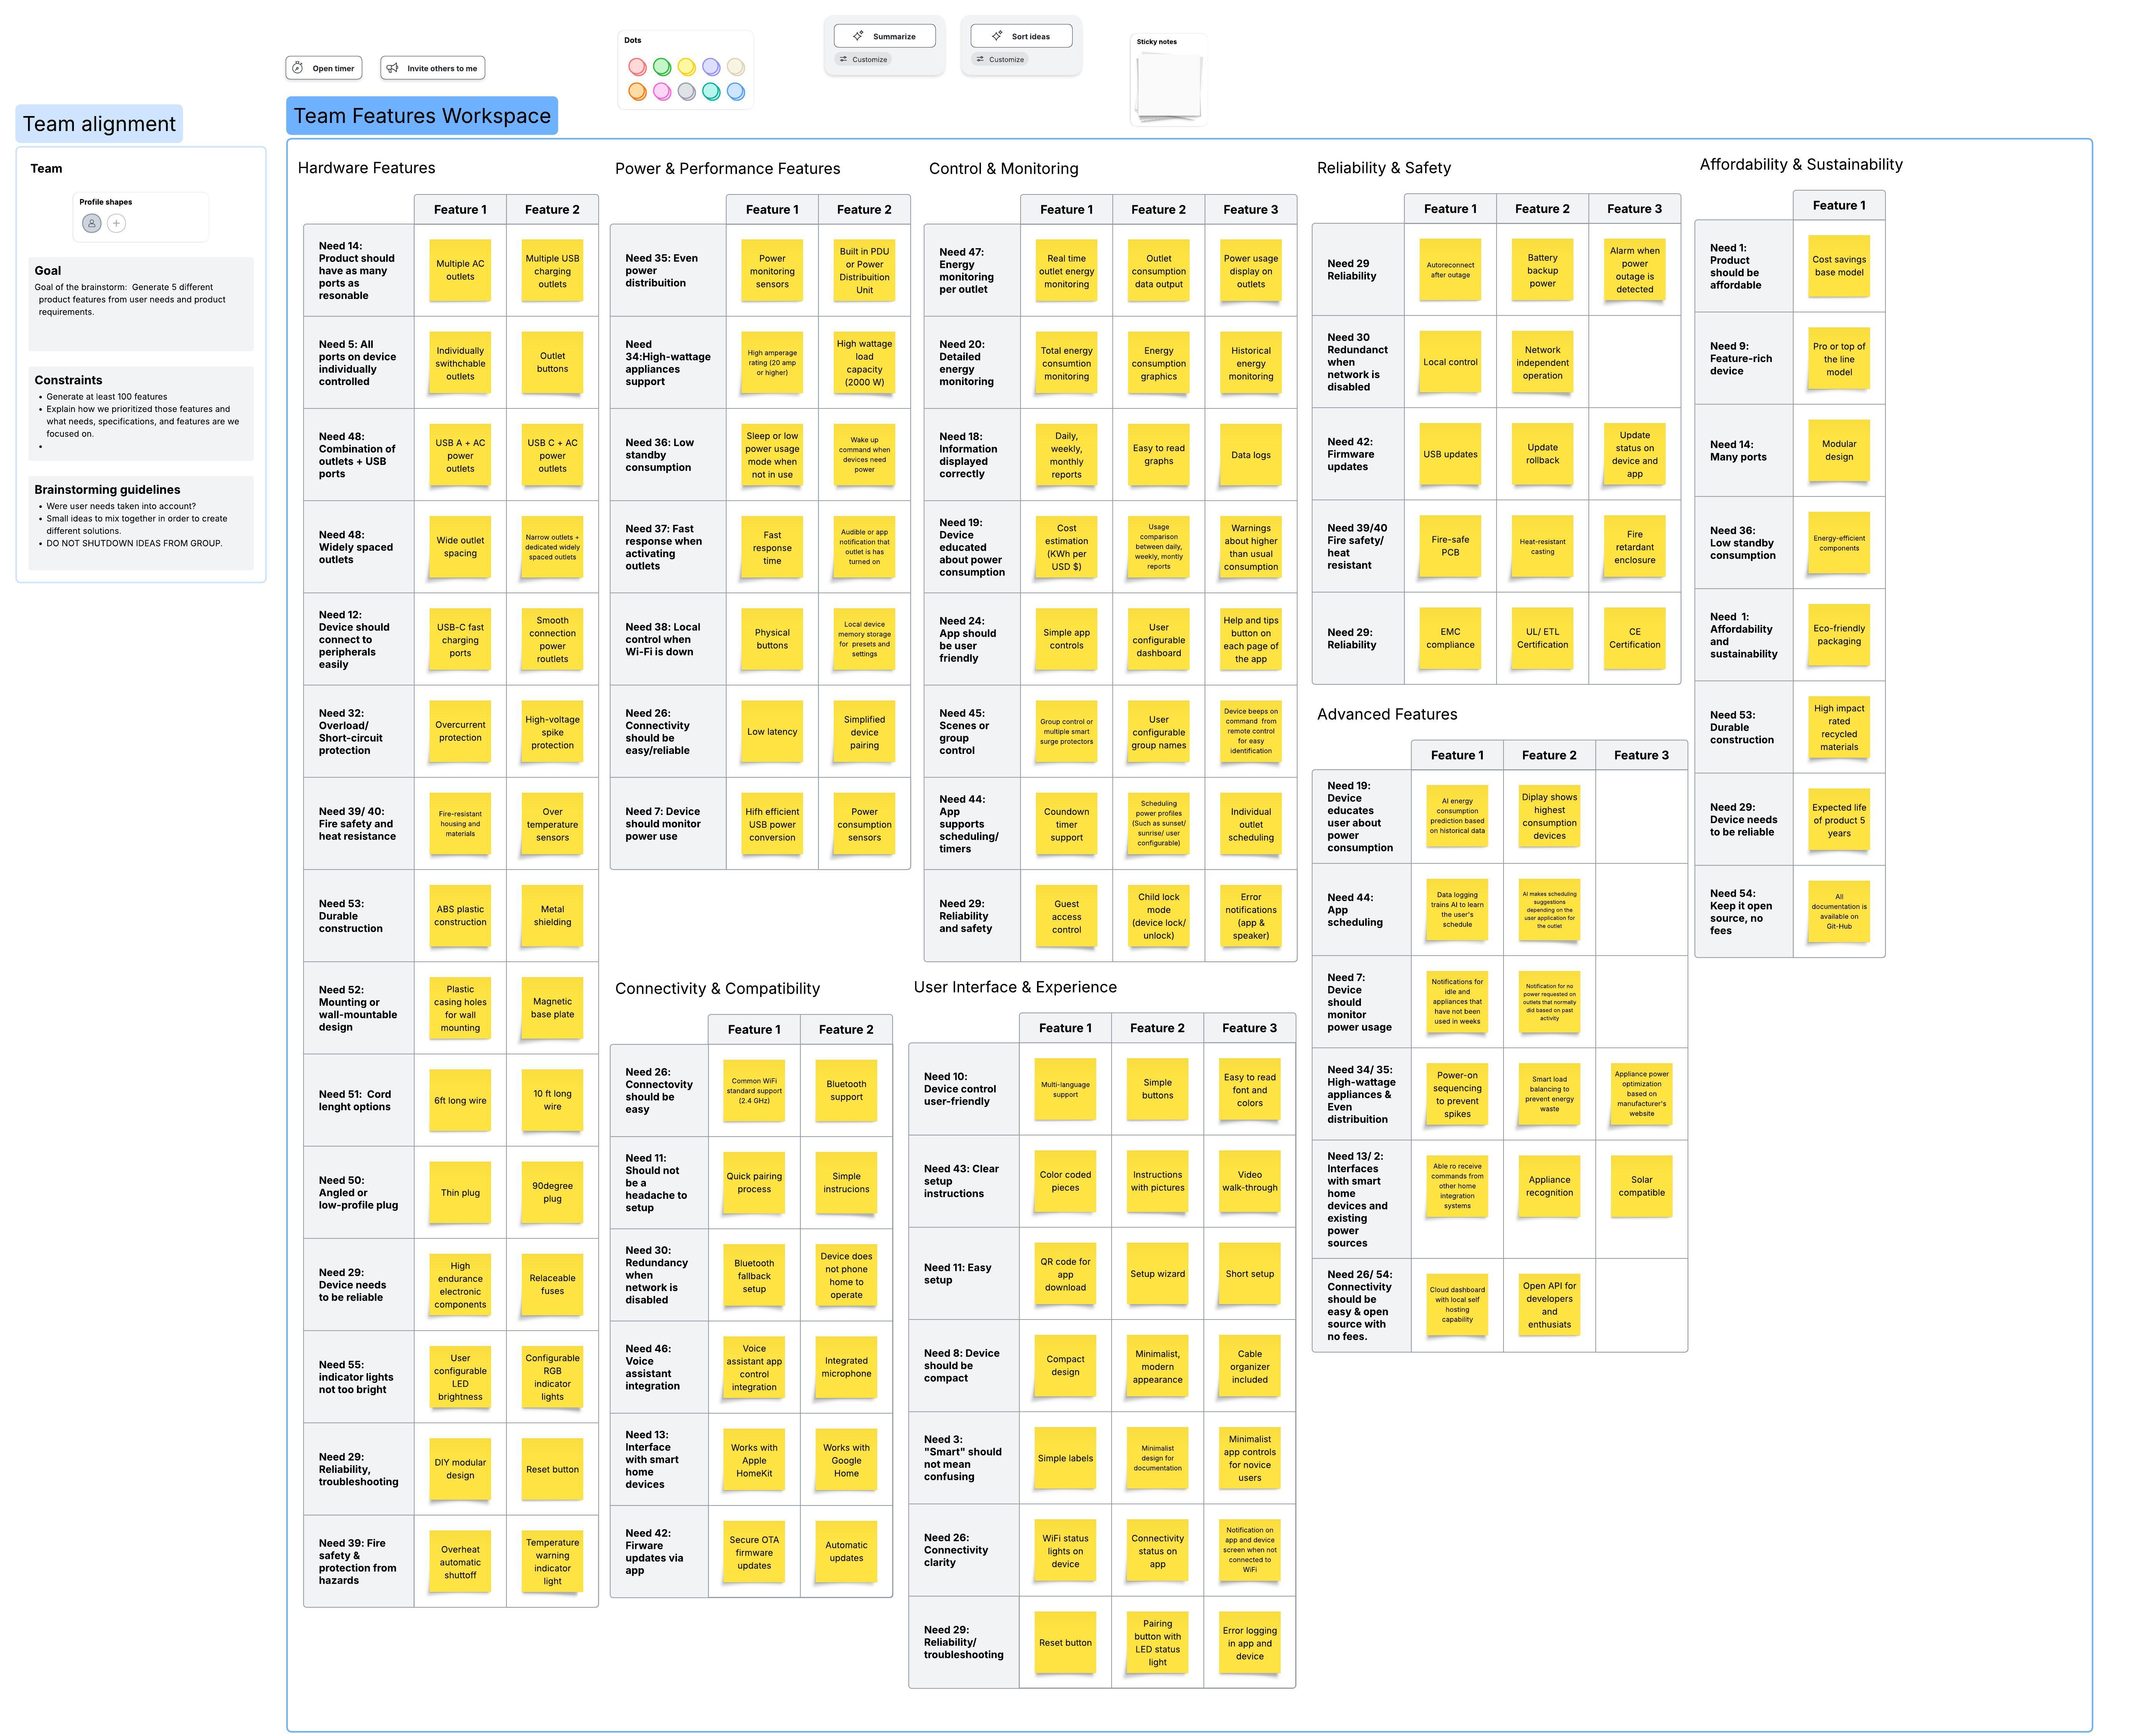 Dots
Summarize
Customize
Sort ideas
Customize
Sticky notes
Open timer
Invite others to me
Team alignment
Team Features Workspace
Team
Profile shapes
Goal
Goal of the brainstorm: Generate 5 different
product features from user needs and product
requirements.
Constraints
• Generate at least 100 features
• Explain how we prioritized those features and
what needs, specifications, and features are we
focused on.
•
Brainstorming guidelines
• Were user needs taken into account?
• Small ideas to mix together in order to create
different solutions.
• DO NOT SHUTDOWN IDEAS FROM GROUP.
Hardware Features
Feature 1
Feature 2
Need 14:
Product should
have as many
ports as
resonable
Multiple AC
outlets
Multiple USB
charging
outlets
Need 5: All
ports on device
individually
controlled
Individually
swithchable
outlets
Outlet
buttons
Need 48:
Combination of
outlets + USB
ports
USB A + AC
power
outlets
USB C + AC
power
outlets
Need 48:
Widely spaced
outlets
Wide outlet
spacing
Narrow outlets +
dedicated widely
spaced outlets
Need 12:
Device should
connect to
peripherals
easily
USB-C fast
charging
ports
Smooth
connection
power
routlets
Need 32:
Overload/
Short-circuit
protection
Overcurrent
protection
High-voltage
spike
protection
Need 39/ 40:
Fire safety and
heat resistance
Fire-resistant
housing and
materials
Over
temperature
sensors
Need 53:
Durable
construction
ABS plastic
construction
Metal
shielding
Need 52:
Mounting or
wall-mountable
design
Plastic
casing holes
for wall
mounting
Magnetic
base plate
Need 51: Cord
lenght options
6ft long wire
10 ft long
wire
Need 50:
Angled or
low-profile plug
Thin plug
90degree
plug
Need 29:
Device needs
to be reliable
High
endurance
electronic
components
Relaceable
fuses
Need 55:
indicator lights
not too bright
User
configurable
LED
brightness
Configurable
RGB
indicator
lights
Need 29:
Reliability,
troubleshooting
DIY modular
design
Reset button
Need 39: Fire
safety &
protection from
hazards
Overheat
automatic
shuttoff
Temperature
warning
indicator
light
Power & Performance Features
Feature 1
Feature 2
Need 35: Even
power
distribuition
Power
monitoring
sensors
Built in PDU
or Power
Distribuition
Unit
Need
34:High-wattage
appliances
support
High amperage
rating (20 amp
or higher)
High wattage
load
capacity
(2000 W)
Need 36: Low
standby
consumption
Sleep or low
power usage
mode when
not in use
Wake up
command when
devices need
power
Need 37: Fast
response when
activating
outlets
Fast
response
time
Audible or app
notification that
outlet is has
turned on
Need 38: Local
control when
Wi-Fi is down
Physical
buttons
Local device
memory storage
for presets and
settings
Need 26:
Connectivity
should be
easy/reliable
Low latency
Simplified
device
pairing
Need 7: Device
should monitor
power use
Hifh efficient
USB power
conversion
Power
consumption
sensors
Connectivity & Compatibility
Feature 1
Feature 2
Need 26:
Connectovity
should be
easy
Common WiFi
standard support
(2.4 GHz)
Bluetooth
support
Need 11:
Should not
be a
headache to
setup
Quick pairing
process
Simple
instrucions
Need 30:
Redundancy
when
network is
disabled
Bluetooth
fallback
setup
Device does
not phone
home to
operate
Need 46:
Voice
assistant
integration
Voice
assistant app
control
integration
Integrated
microphone
Need 13:
Interface
with smart
home
devices
Works with
Apple
HomeKit
Works with
Google
Home
Need 42:
Firware
updates via
app
Secure OTA
firmware
updates
Automatic
updates
Control & Monitoring
Feature 1
Feature 2
Feature 3
Need 47:
Energy
monitoring
per outlet
Real time
outlet energy
monitoring
Outlet
consumption
data output
Power usage
display on
outlets
Need 20:
Detailed
energy
monitoring
Total energy
consumtion
monitoring
Energy
consumption
graphics
Historical
energy
monitoring
Need 18:
Information
displayed
correctly
Daily,
weekly,
monthly
reports
Easy to read
graphs
Data logs
Need 19:
Device
educated
about power
consumption
Cost
estimation
(KWh per
USD $)
Usage
comparison
between daily,
weekly, montly
reports
Warnings
about higher
than usual
consumption
Need 24:
App should
be user
friendly
Simple app
controls
User
configurable
dashboard
Help and tips
button on
each page of
the app
Need 45:
Scenes or
group
control
Group control or
multiple smart
surge protectors
User
configurable
group names
Device beeps on
command from
remote control
for easy
identification
Need 44:
App
supports
scheduling/
timers
Coundown
timer
support
Scheduling
power profiles
(Such as sunset/
sunrise/ user
configurable)
Individual
outlet
scheduling
Need 29:
Reliability
and safety
Guest
access
control
Child lock
mode
(device lock/
unlock)
Error
notifications
(app &
speaker)
User Interface & Experience
Feature 1
Feature 2
Feature 3
Need 10:
Device control
user-friendly
Multi-language
support
Simple
buttons
Easy to read
font and
colors
Need 43: Clear
setup
instructions
Color coded
pieces
Instructions
with pictures
Video
walk-through
Need 11: Easy
setup
QR code for
app
download
Setup wizard
Short setup
Need 8: Device
should be
compact
Compact
design
Minimalist,
modern
appearance
Cable
organizer
included
Need 3:
"Smart" should
not mean
confusing
Simple labels
Minimalist
design for
documentation
Minimalist
app controls
for novice
users
Need 26:
Connectivity
clarity
WiFi status
lights on
device
Connectivity
status on
app
Notification on
app and device
screen when not
connected to
WiFi
Need 29:
Reliability/
troubleshooting
Reset button
Pairing
button with
LED status
light
Error logging
in app and
device
Reliability & Safety
Feature 1
Feature 2
Feature 3
Need 29
Reliability
Autoreconnect
after outage
Battery
backup
power
Alarm when
power
outage is
detected
Need 30
Redundanct
when
network is
disabled
Local control
Network
independent
operation
Need 42:
Firmware
updates
USB updates
Update
rollback
Update
status on
device and
app
Need 39/40
Fire safety/
heat
resistant
Fire-safe
PCB
Heat-resistant
casting
Fire
retardant
enclosure
Need 29:
Reliability
EMC
compliance
UL/ ETL
Certification
CE
Certification
Advanced Features
Feature 1
Feature 2
Feature 3
Need 19:
Device
educates
user about
power
consumption
AI energy
consumption
prediction based
on historical data
Diplay shows
highest
consumption
devices
Need 44:
App
scheduling
Data logging
trains AI to learn
the user's
schedule
AI makes scheduling
suggestions
depending on the
user application for
the outlet
Need 7:
Device
should
monitor
power usage
Notifications for
idle and
appliances that
have not been
used in weeks
Notification for no
power requested on
outlets that normally
did based on past
activity
Need 34/ 35:
High-wattage
appliances &
Even
distribuition
Power-on
sequencing
to prevent
spikes
Smart load
balancing to
prevent energy
waste
Appliance power
optimization
based on
manufacturer's
website
Need 13/ 2:
Interfaces
with smart
home
devices and
existing
power
sources
Able ro receive
commands from
other home
integration
systems
Appliance
recognition
Solar
compatible
Need 26/ 54:
Connectivity
should be
easy & open
source with
no fees.
Cloud dashboard
with local self
hosting
capability
Open API for
developers
and
enthusiats
Affordability & Sustainability
Feature 1
Need 1:
Product
should be
affordable
Cost savings
base model
Need 9:
Feature-rich
device
Pro or top of
the line
model
Need 14:
Many ports
Modular
design
Need 36:
Low standby
consumption
Energy-efficient
components
Need 1:
Affordability
and
sustainability
Eco-friendly
packaging
Need 53:
Durable
construction
High impact
rated
recycled
materials
Need 29:
Device needs
to be reliable
Expected life
of product 5
years
Need 54:
Keep it open
source, no
fees
All
documentation is
available on
Git-Hub